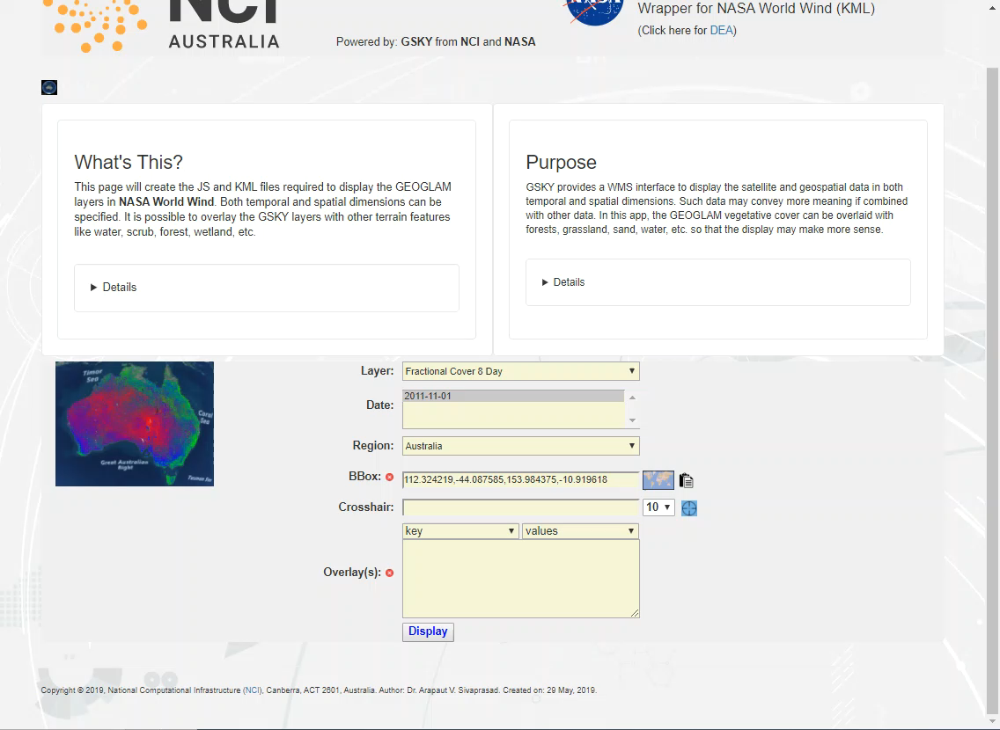 NCI
AUSTRALIA
Powered by: GSKY from NCI and NASA
NASA
Wrapper for NASA World Wind (KML)
(Click here for DEA)
What's This?
This page will create the JS and KML files required to display the GEOGLAM
layers in NASA World Wind. Both temporal and spatial dimensions can be
specified. It is possible to overlay the GSKY layers with other terrain features
like water, scrub, forest, wetland, etc.
Details
Purpose
GSKY provides a WMS interface to display the satellite and geospatial data in both
temporal and spatial dimensions. Such data may convey more meaning if combined
with other data. In this app, the GEOGLAM vegetative cover can be overlaid with
forests, grassland, sand, water, etc. so that the display may make more sense.
Details
Timor
Sea
Coral
Sea
Great Australian
Bight
Tasman Sea
Layer: Fractional Cover 8 Day
Date: 2011-11-01
Region: Australia
BBox: 112.324219,-44.087585,153.984375,-10.919618
Crosshair: 10
key values
Overlay(s):
Display
Copyright © 2019, National Computational Infrastructure (NCI), Canberra, ACT 2601, Australia. Author: Dr. Arapaut V. Sivaprasad. Created on: 29 May, 2019.